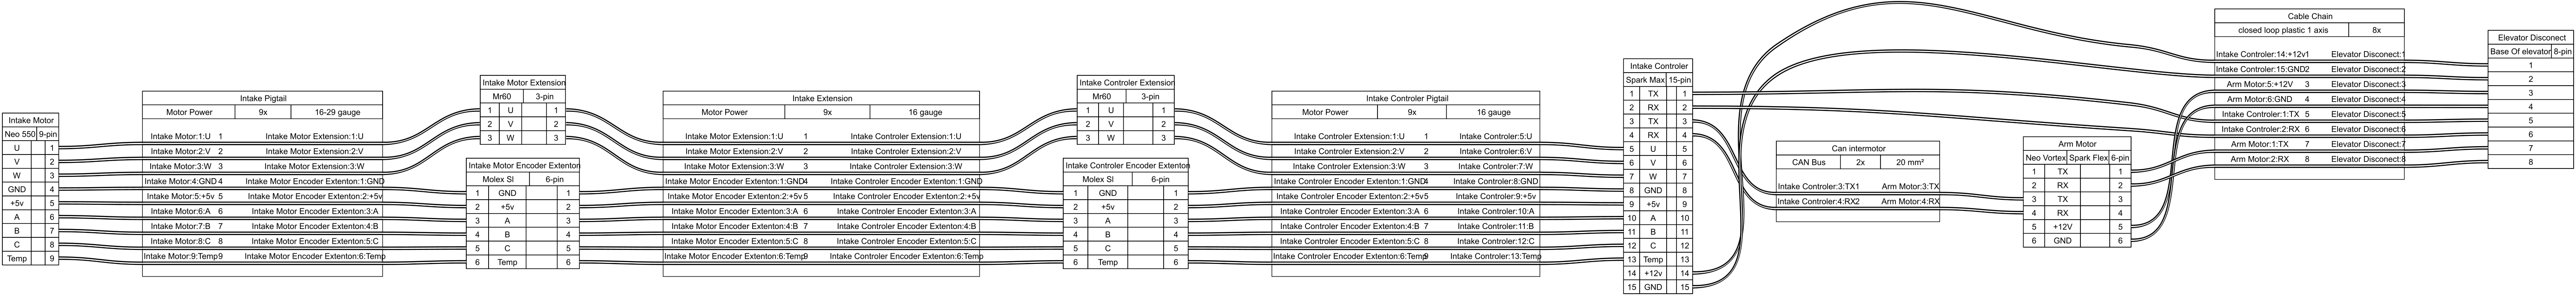 Intake Motor
Neo 550 9-pin
U 1
V 2
W 3
GND 4
+5v 5
A 6
B 7
C 8
Temp 9
Intake Pigtail
Motor Power 9x 16-29 gauge
Intake Motor:1:U 1 Intake Motor Extension:1:U
Intake Motor:2:V 2 Intake Motor Extension:2:V
Intake Motor:3:W 3 Intake Motor Extension:3:W
Intake Motor:4:GND 4 Intake Motor Encoder Extenton:1:GND
Intake Motor:5:+5v 5 Intake Motor Encoder Extenton:2:+5v
Intake Motor:6:A 6 Intake Motor Encoder Extenton:3:A
Intake Motor:7:B 7 Intake Motor Encoder Extenton:4:B
Intake Motor:8:C 8 Intake Motor Encoder Extenton:5:C
Intake Motor:9:Temp 9 Intake Motor Encoder Extenton:6:Temp
Intake Motor Extension
Mr60 3-pin
1 U 1
2 V 2
3 W 3
Intake Motor Encoder Extenton
Molex Sl 6-pin
1 GND 1
2 +5v 2
3 A 3
4 B 4
5 C 5
6 Temp 6
Intake Extension
Motor Power 9x 16 gauge
Intake Motor Extension:1:U 1 Intake Controler Extension:1:U
Intake Motor Extension:2:V 2 Intake Controler Extension:2:V
Intake Motor Extension:3:W 3 Intake Controler Extension:3:W
Intake Motor Encoder Extenton:1:GND 4 Intake Controler Encoder Extenton:1:GND
Intake Motor Encoder Extenton:2:+5v 5 Intake Controler Encoder Extenton:2:+5v
Intake Motor Encoder Extenton:3:A 6 Intake Controler Encoder Extenton:3:A
Intake Motor Encoder Extenton:4:B 7 Intake Controler Encoder Extenton:4:B
Intake Motor Encoder Extenton:5:C 8 Intake Controler Encoder Extenton:5:C
Intake Motor Encoder Extenton:6:Temp 9 Intake Controler Encoder Extenton:6:Temp
Intake Controler Extension
Mr60 3-pin
1 U 1
2 V 2
3 W 3
Intake Controler Encoder Extenton
Molex Sl 6-pin
1 GND 1
2 +5v 2
3 A 3
4 B 4
5 C 5
6 Temp 6
Intake Controler Pigtail
Motor Power 9x 16 gauge
Intake Controler Extension:1:U 1 Intake Controler:5:U
Intake Controler Extension:2:V 2 Intake Controler:6:V
Intake Controler Extension:3:W 3 Intake Controler:7:W
Intake Controler Encoder Extenton:1:GND 4 Intake Controler:8:GND
Intake Controler Encoder Extenton:2:+5v 5 Intake Controler:9:+5v
Intake Controler Encoder Extenton:3:A 6 Intake Controler:10:A
Intake Controler Encoder Extenton:4:B 7 Intake Controler:11:B
Intake Controler Encoder Extenton:5:C 8 Intake Controler:12:C
Intake Controler Encoder Extenton:6:Temp 9 Intake Controler:13:Temp
Intake Controler
Spark Max 15-pin
1 TX 1
2 RX 2
3 TX 3
4 RX 4
5 U 5
6 V 6
7 W 7
8 GND 8
9 +5v 9
10 A 10
11 B 11
12 C 12
13 Temp 13
14 +12v 14
15 GND 15
Can intermotor
CAN Bus 2x 20 mm²
Intake Controler:3:TX 1 Arm Motor:3:TX
Intake Controler:4:RX 2 Arm Motor:4:RX
Arm Motor
Neo Vortex Spark Flex 6-pin
1 TX 1
2 RX 2
3 TX 3
4 RX 4
5 +12V 5
6 GND 6
Cable Chain
closed loop plastic 1 axis 8x
Intake Controler:14:+12v 1 Elevator Disconect:1
Intake Controler:15:GND 2 Elevator Disconect:2
Arm Motor:5:+12V 3 Elevator Disconect:3
Arm Motor:6:GND 4 Elevator Disconect:4
Intake Controler:1:TX 5 Elevator Disconect:5
Intake Controler:2:RX 6 Elevator Disconect:6
Arm Motor:1:TX 7 Elevator Disconect:7
Arm Motor:2:RX 8 Elevator Disconect:8
Elevator Disconect
Base Of elevator 8-pin
1
2
3
4
5
6
7
8